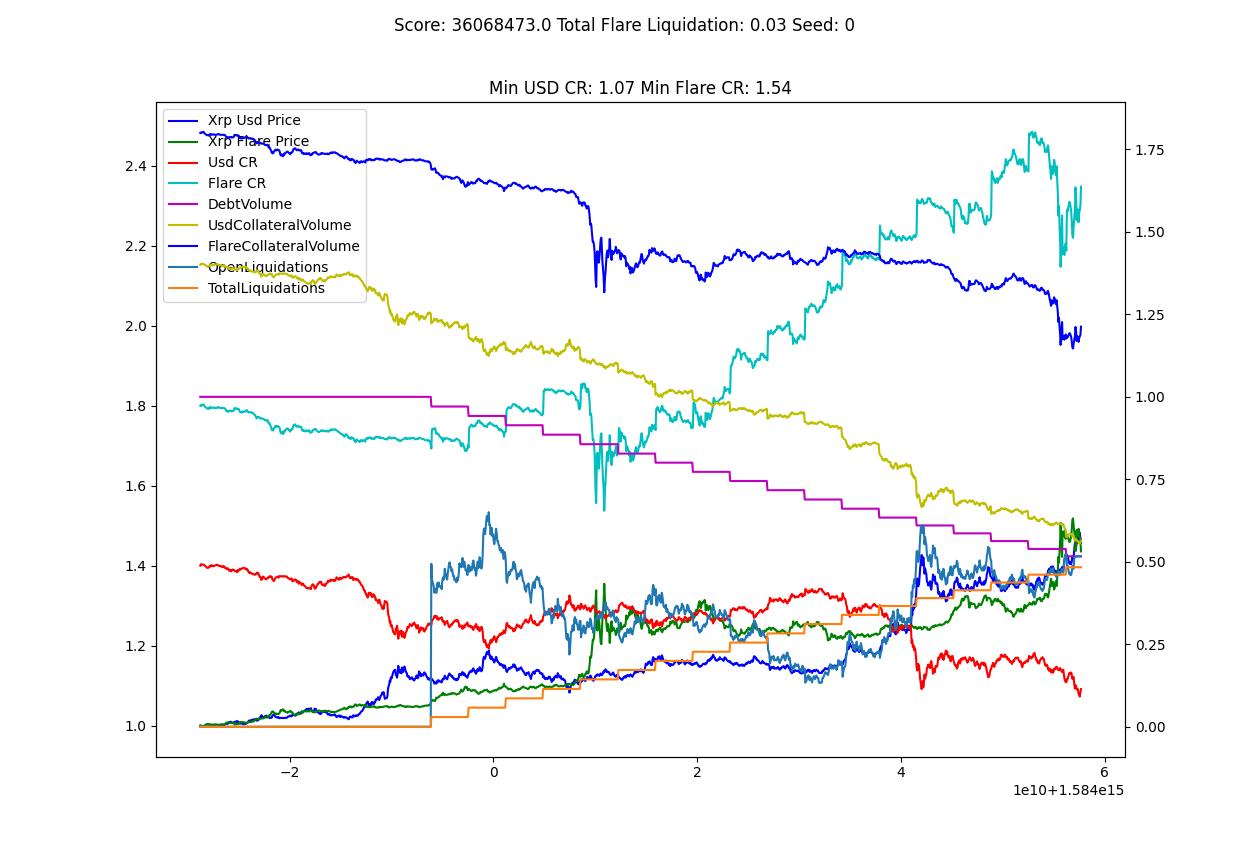 Score: 36068473.0 Total Flare Liquidation: 0.03 Seed: 0
Min USD CR: 1.07 Min Flare CR: 1.54
Xrp Usd Price
Xrp Flare Price
Usd CR
Flare CR
DebtVolume
UsdCollateralVolume
FlareCollateralVolume
OpenLiquidations
TotalLiquidations
2.4
2.2
2.0
1.8
1.6
1.4
1.2
1.0
1.75
1.50
1.25
1.00
0.75
0.50
0.25
0.00
−2 0 2 4 6
1e10+1.584e15